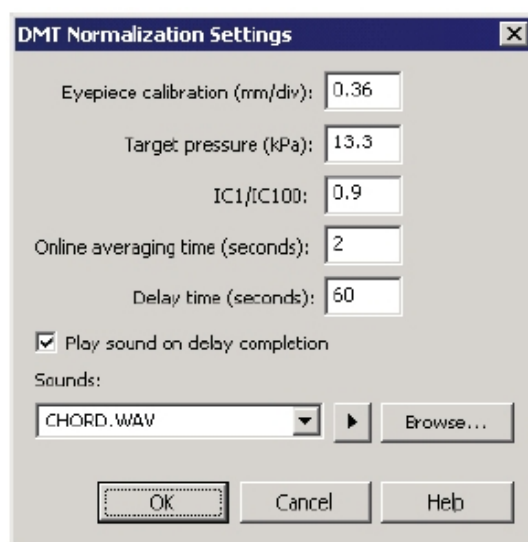 DMT Normalization Settings
Eyepiece calibration (mm/div): 0.36
Target pressure (kPa): 13.3
IC1/IC100: 0.9
Online averaging time (seconds): 2
Delay time (seconds): 60
Play sound on delay completion
Sounds:
CHORD.WAV Browse...
OK Cancel Help